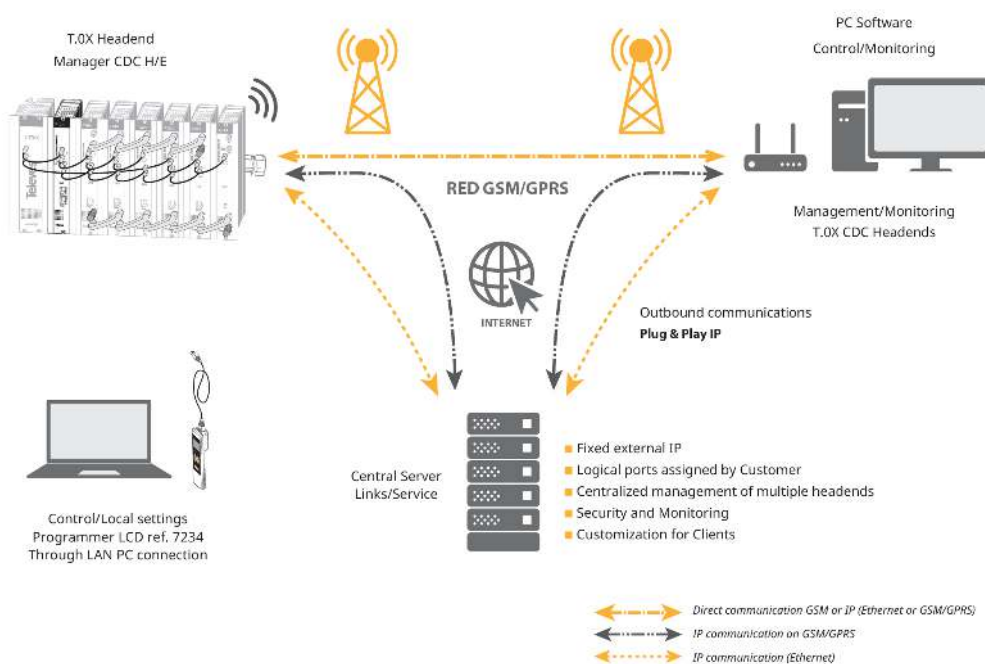 T.0X Headend
Manager CDC H/E
PC Software
Control/Monitoring
Televes
RED GSM/GPRS
Management/Monitoring
T.0X CDC Headends
INTERNET
Outbound communications
Plug & Play IP
Control/Local settings
Programmer LCD ref. 7234
Through LAN PC connection
Central Server
Links/Service
Fixed external IP
Logical ports assigned by Customer
Centralized management of multiple headends
Security and Monitoring
Customization for Clients
Direct communication GSM or IP (Ethernet or GSM/GPRS)
IP communication on GSM/GPRS
IP communication (Ethernet)